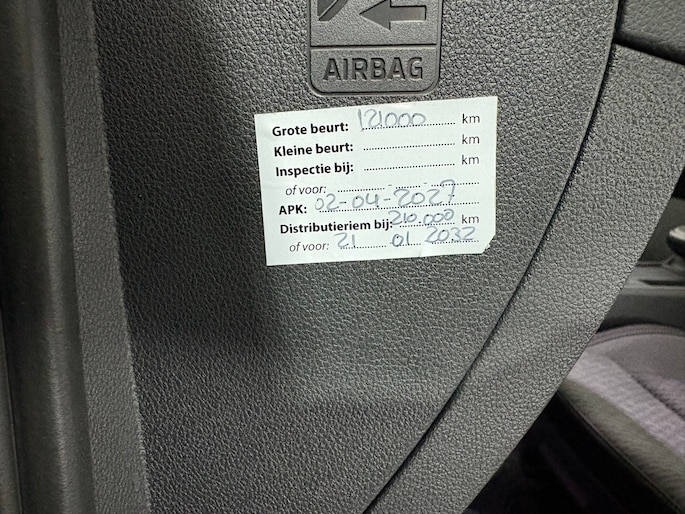 AIRBAG
Grote beurt: 121000 km
Kleine beurt: km
Inspectie bij: km
of voor: - -
APK: 02-04-2027
Distributieriem bij: 210.000 km
of voor: 21 01 2032